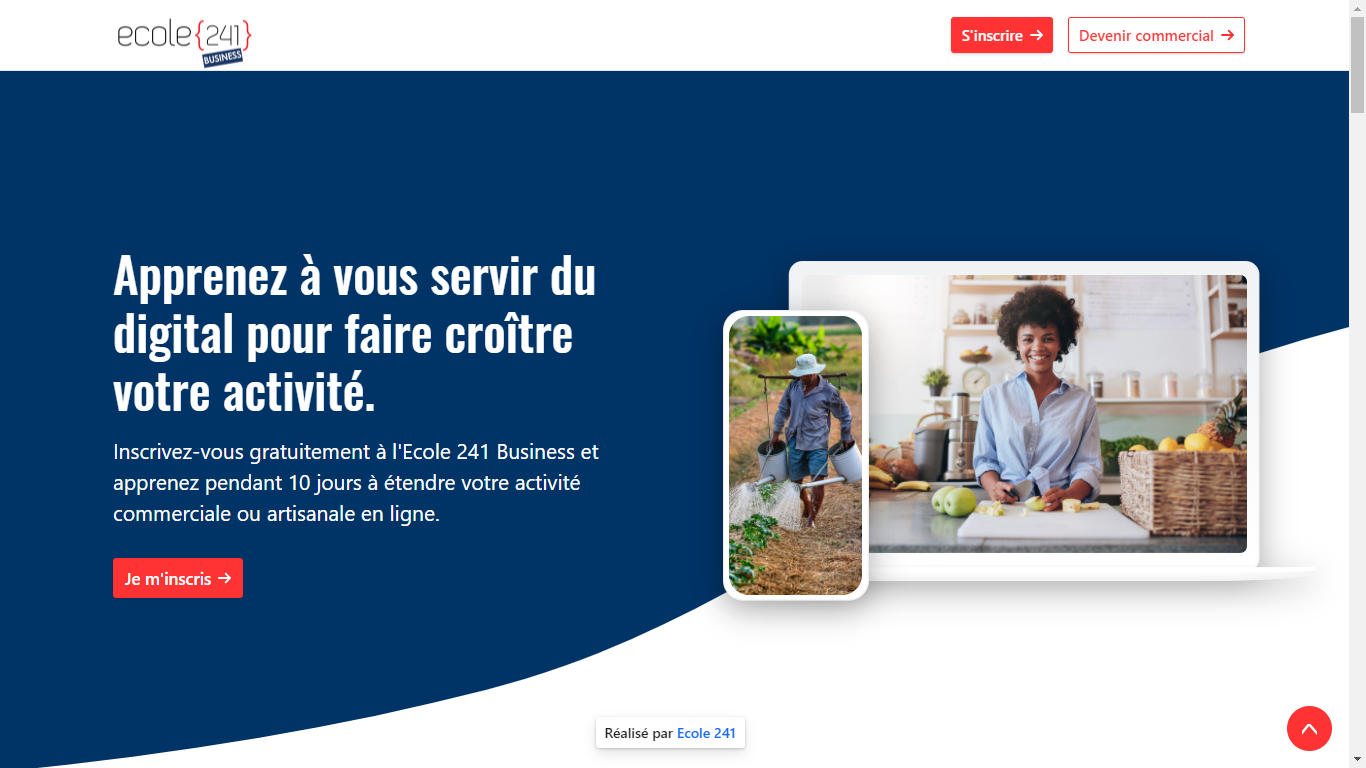 ecole {241}
BUSINESS
S'inscrire
Devenir commercial
Apprenez à vous servir du
digital pour faire croître
votre activité.
Inscrivez-vous gratuitement à l'Ecole 241 Business et
apprenez pendant 10 jours à étendre votre activité
commerciale ou artisanale en ligne.
Je m'inscris
Réalisé par Ecole 241